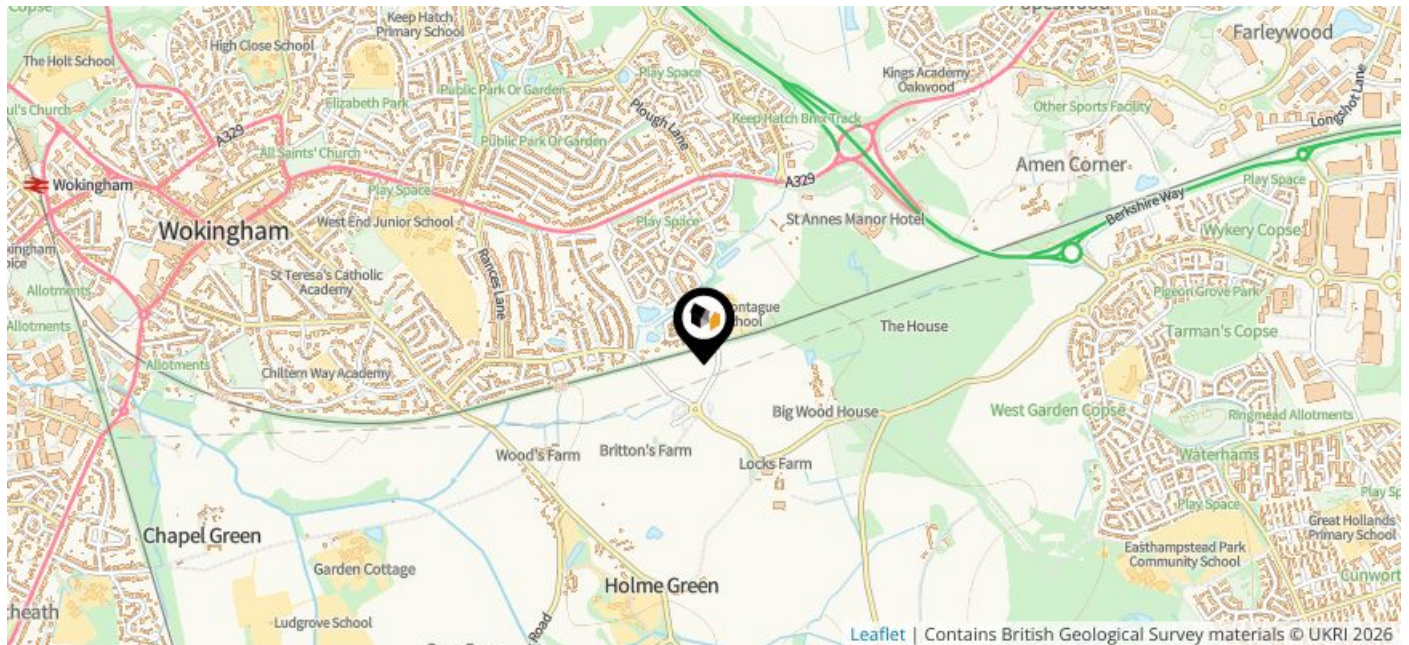 Copse
The Holt School
High Close School
Keep Hatch
Primary School
Farleywood
Play Space
Kings Academy
Oakwood
Longshot Lane
Public Park Or Garden
Elizabeth Park
Plough Lane
Other Sports Facility
Keep Hatch Bmx Track
ul's Church
A329
Public Park Or Garden
All Saints' Church
Amen Corner
Wokingham
Play Space
A329
Play Space
West End Junior School
Play Space
St Annes Manor Hotel
Berkshire Way
Wokingham
Wykery Copse
Rances Lane
St Teresa's Catholic
Academy
Allotments
Pigeon Grove Park
The House
Tarman's Copse
Allotments
Allotments
Chiltern Way Academy
Big Wood House
West Garden Copse
Ringmead Allotments
Wood's Farm
Britton's Farm
Locks Farm
Waterhams
Play Space
Chapel Green
Great Hollands
Primary School
Easthampstead Park
Community School
Garden Cottage
Holme Green
Ludgrove School
Road
Leaflet | Contains British Geological Survey materials © UKRI 2026